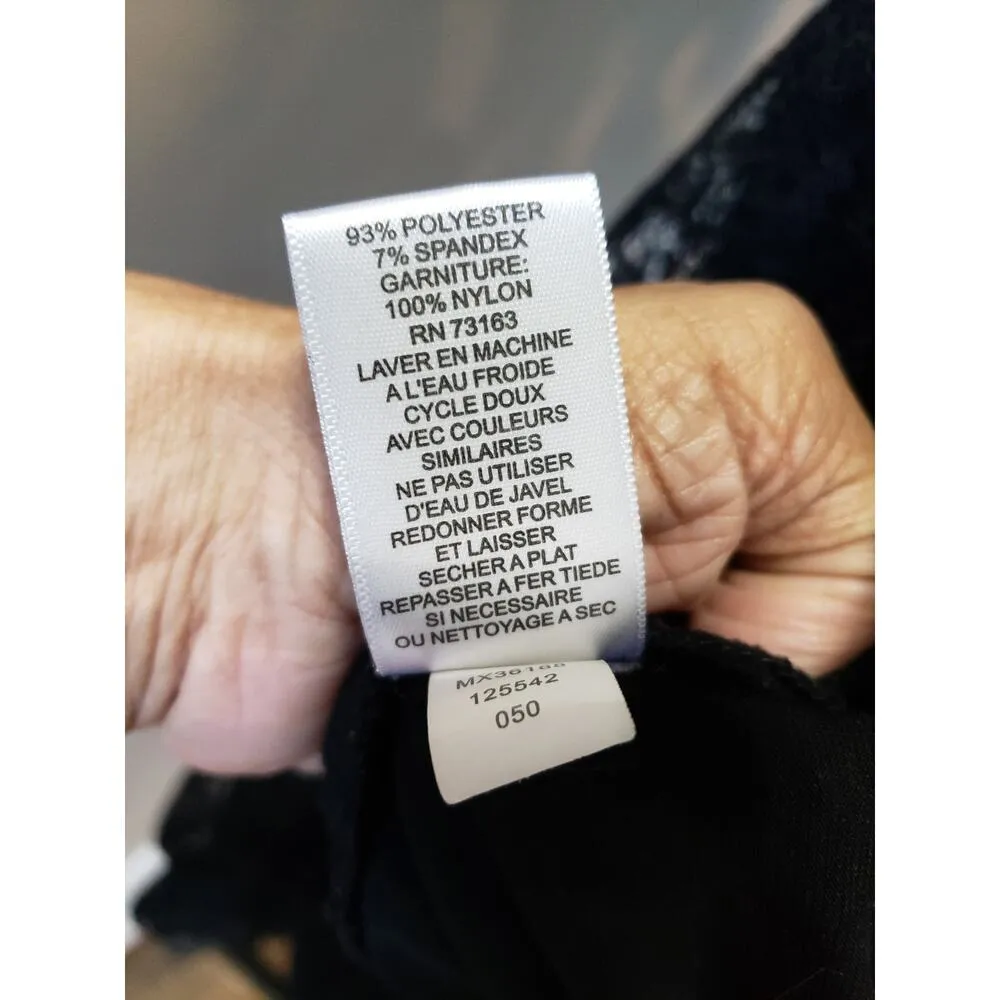 93% POLYESTER
7% SPANDEX
GARNITURE:
100% NYLON
RN 73163
LAVER EN MACHINE
A L'EAU FROIDE
CYCLE DOUX
AVEC COULEURS
SIMILAIRES
NE PAS UTILISER
D'EAU DE JAVEL
REDONNER FORME
ET LAISSER
SECHER A PLAT
REPASSER A FER TIEDE
SI NECESSAIRE
OU NETTOYAGE A SEC
125542
050